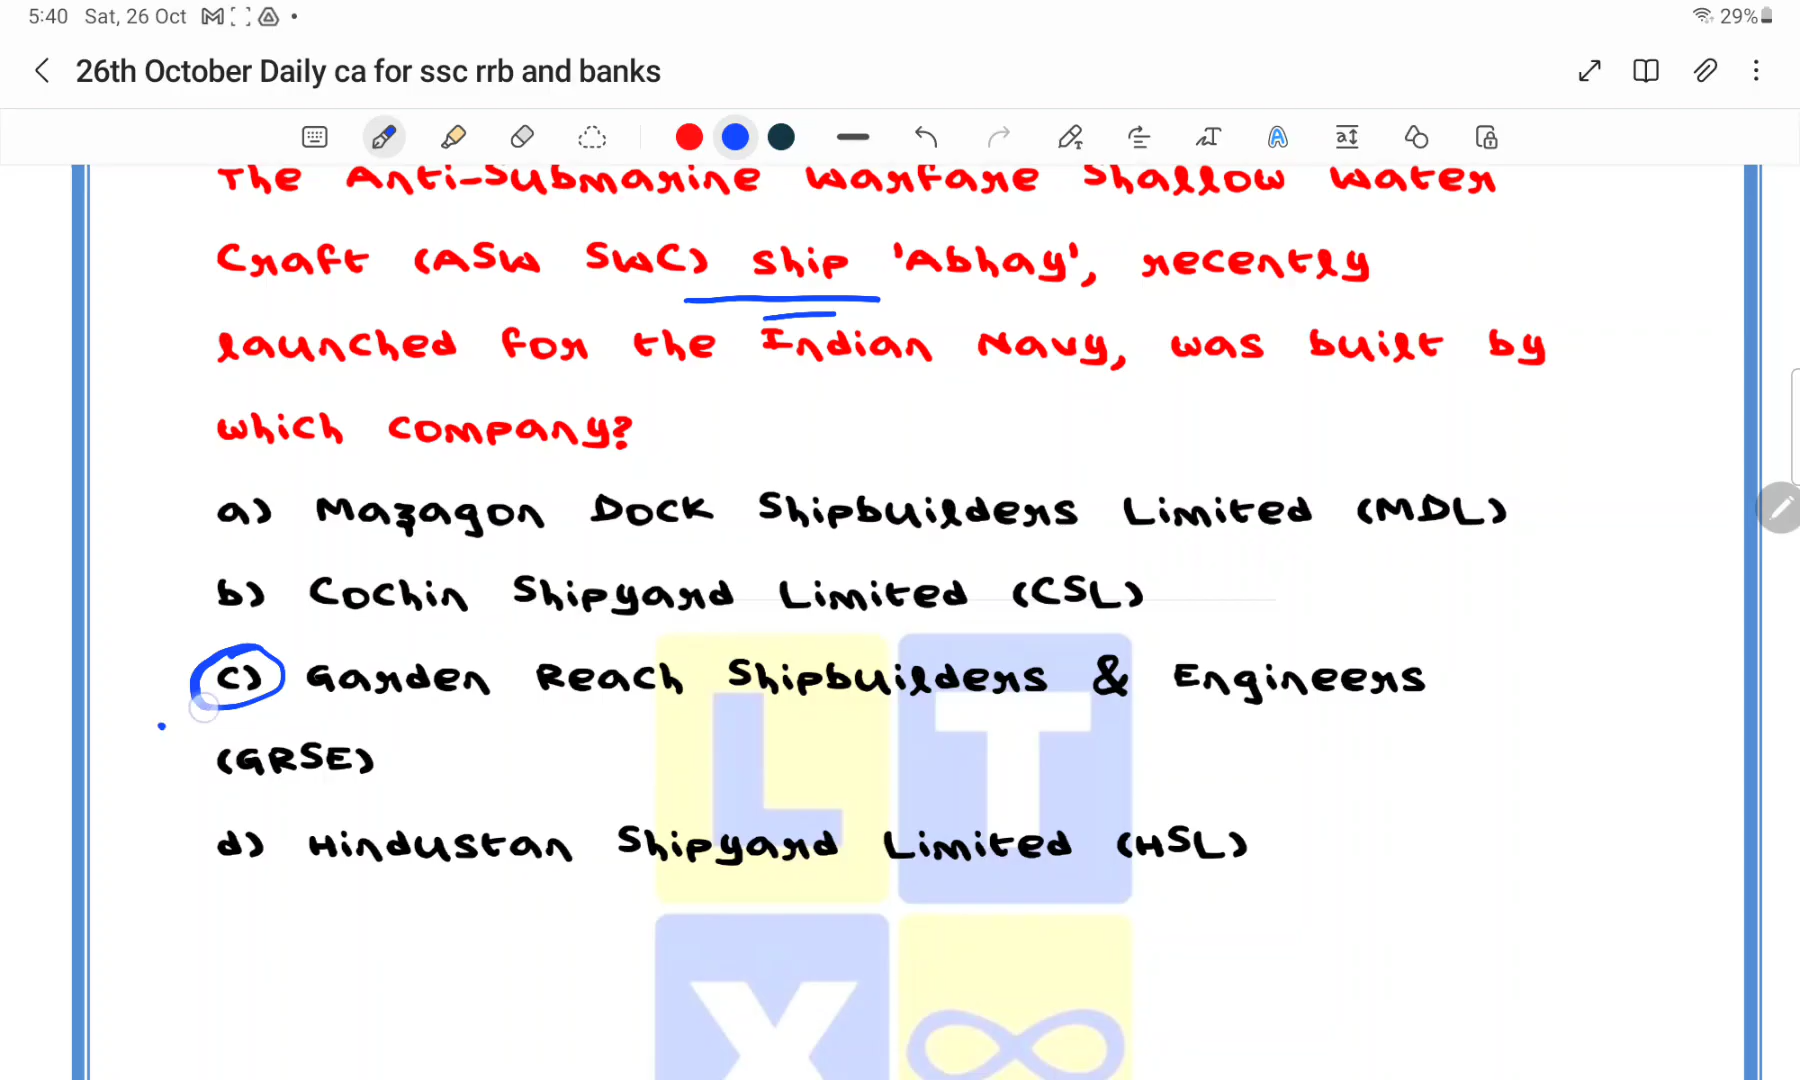 5:40 Sat, 26 Oct 29%
26th October Daily ca for ssc rrb and banks
The Anti-Submarine Warfare Shallow Water
Craft (ASW SWC) ship 'Abhay', recently
launched for the Indian Navy, was built by
which company?
a) Mazagon Dock Shipbuilders Limited (MDL)
b) Cochin Shipyard Limited (CSL)
c) Garden Reach Shipbuilders & Engineers
(GRSE)
d) Hindustan Shipyard Limited (HSL)
L T
X ∞